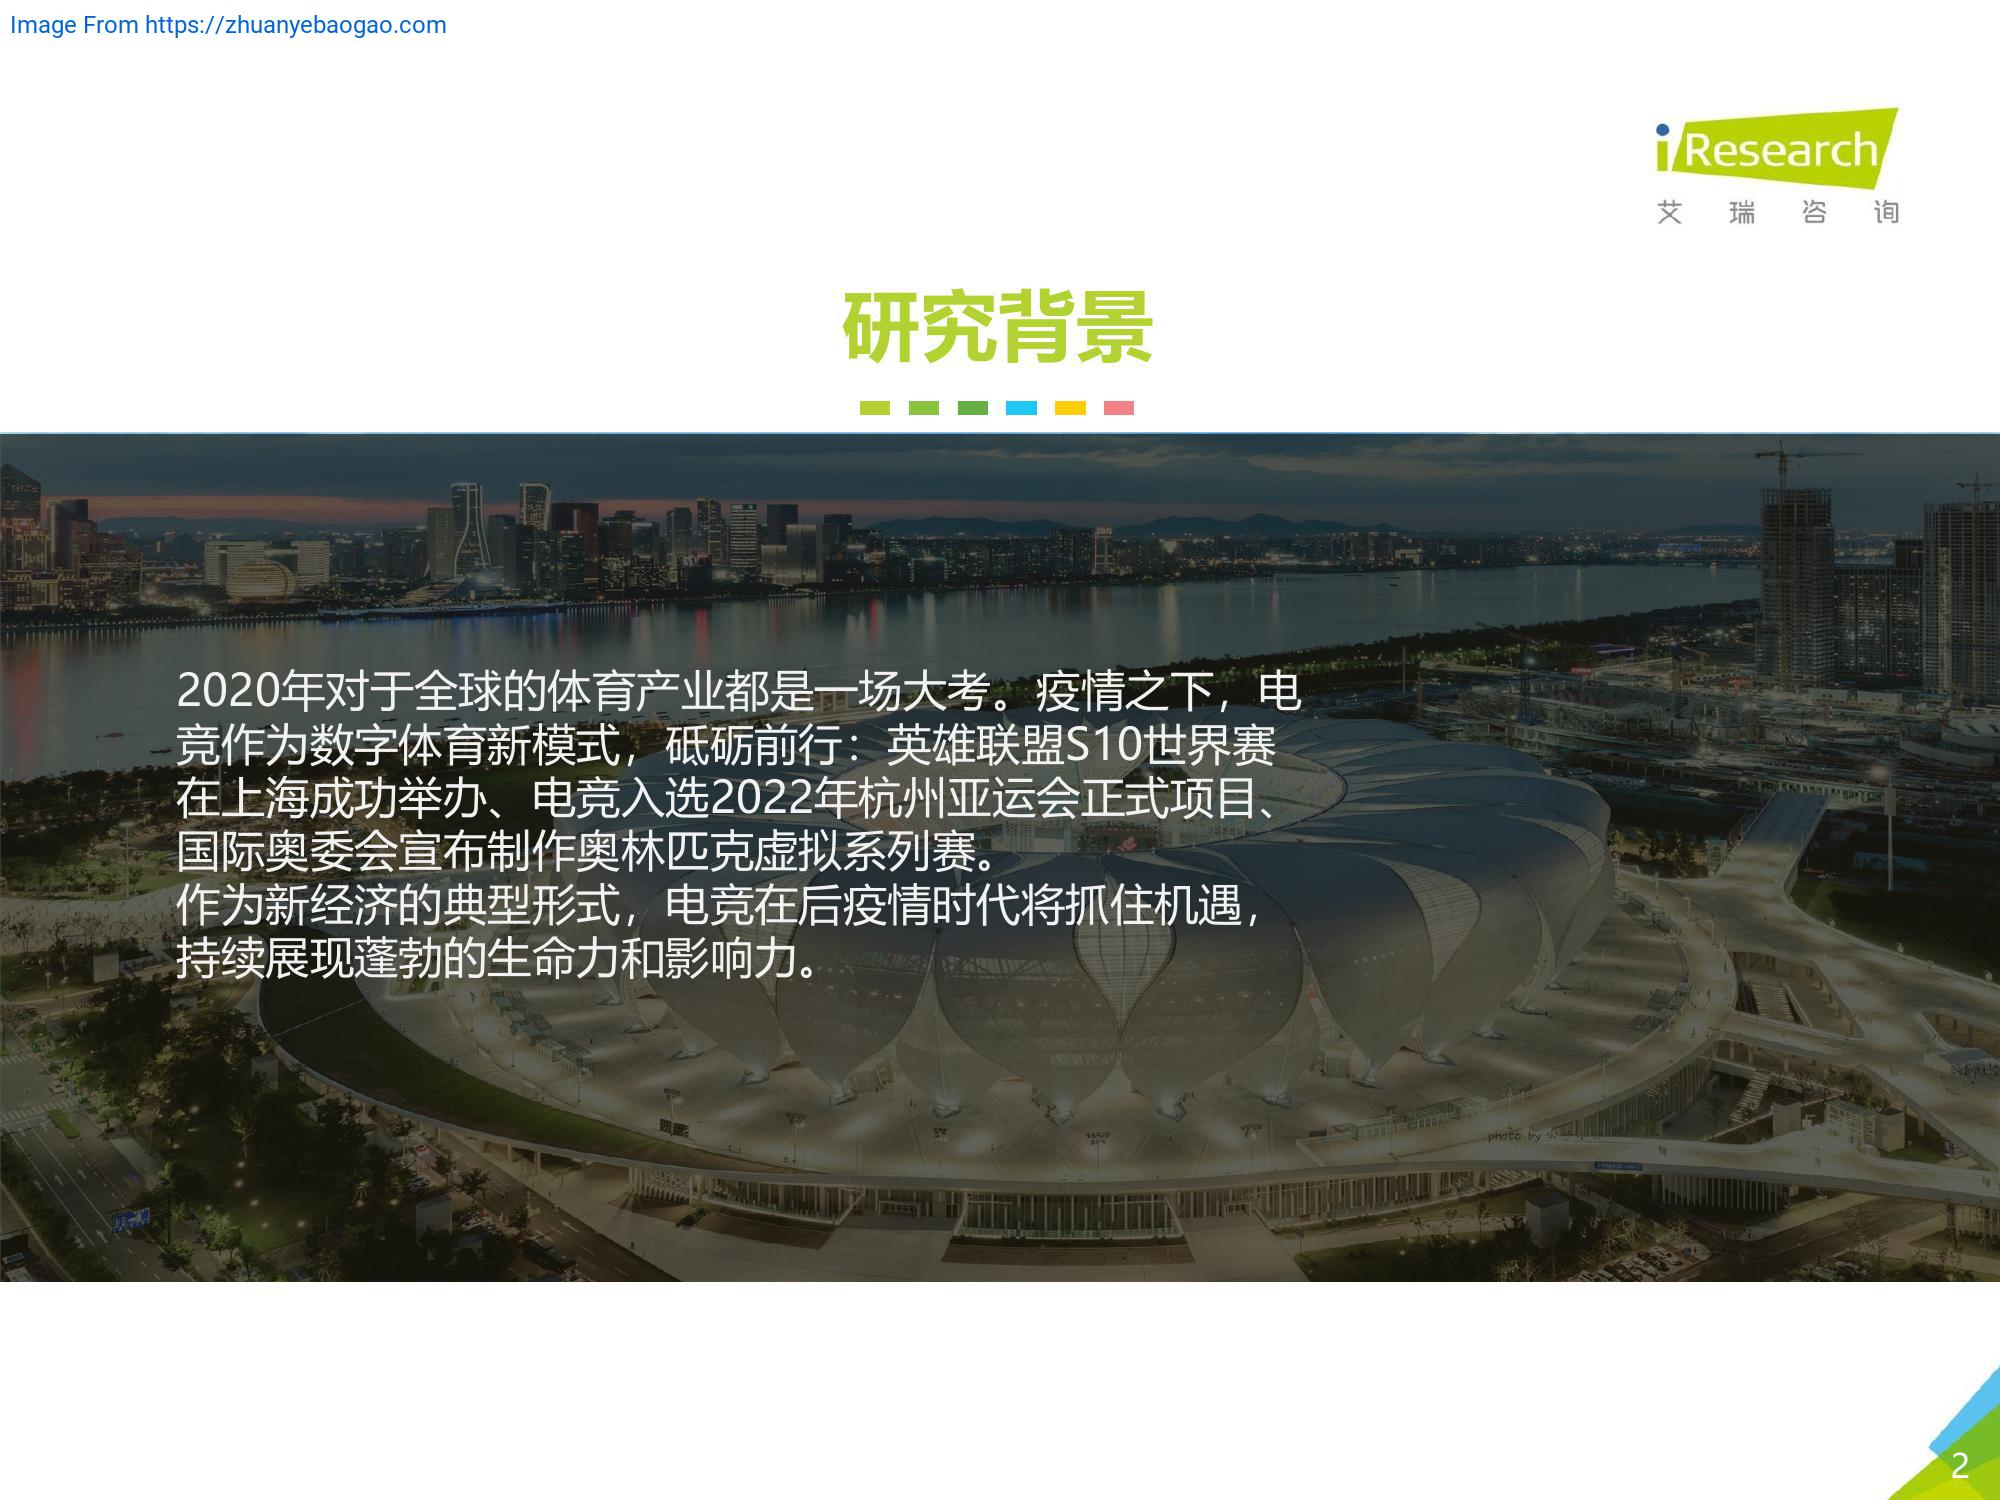 Image From https://zhuanyebaogao.com
iResearch
艾瑞咨询
研究背景
2020年对于全球的体育产业都是一场大考。疫情之下，电
竞作为数字体育新模式，砥砺前行：英雄联盟S10世界赛
在上海成功举办、电竞入选2022年杭州亚运会正式项目、
国际奥委会宣布制作奥林匹克虚拟系列赛。
作为新经济的典型形式，电竞在后疫情时代将抓住机遇，
持续展现蓬勃的生命力和影响力。
photo by
2